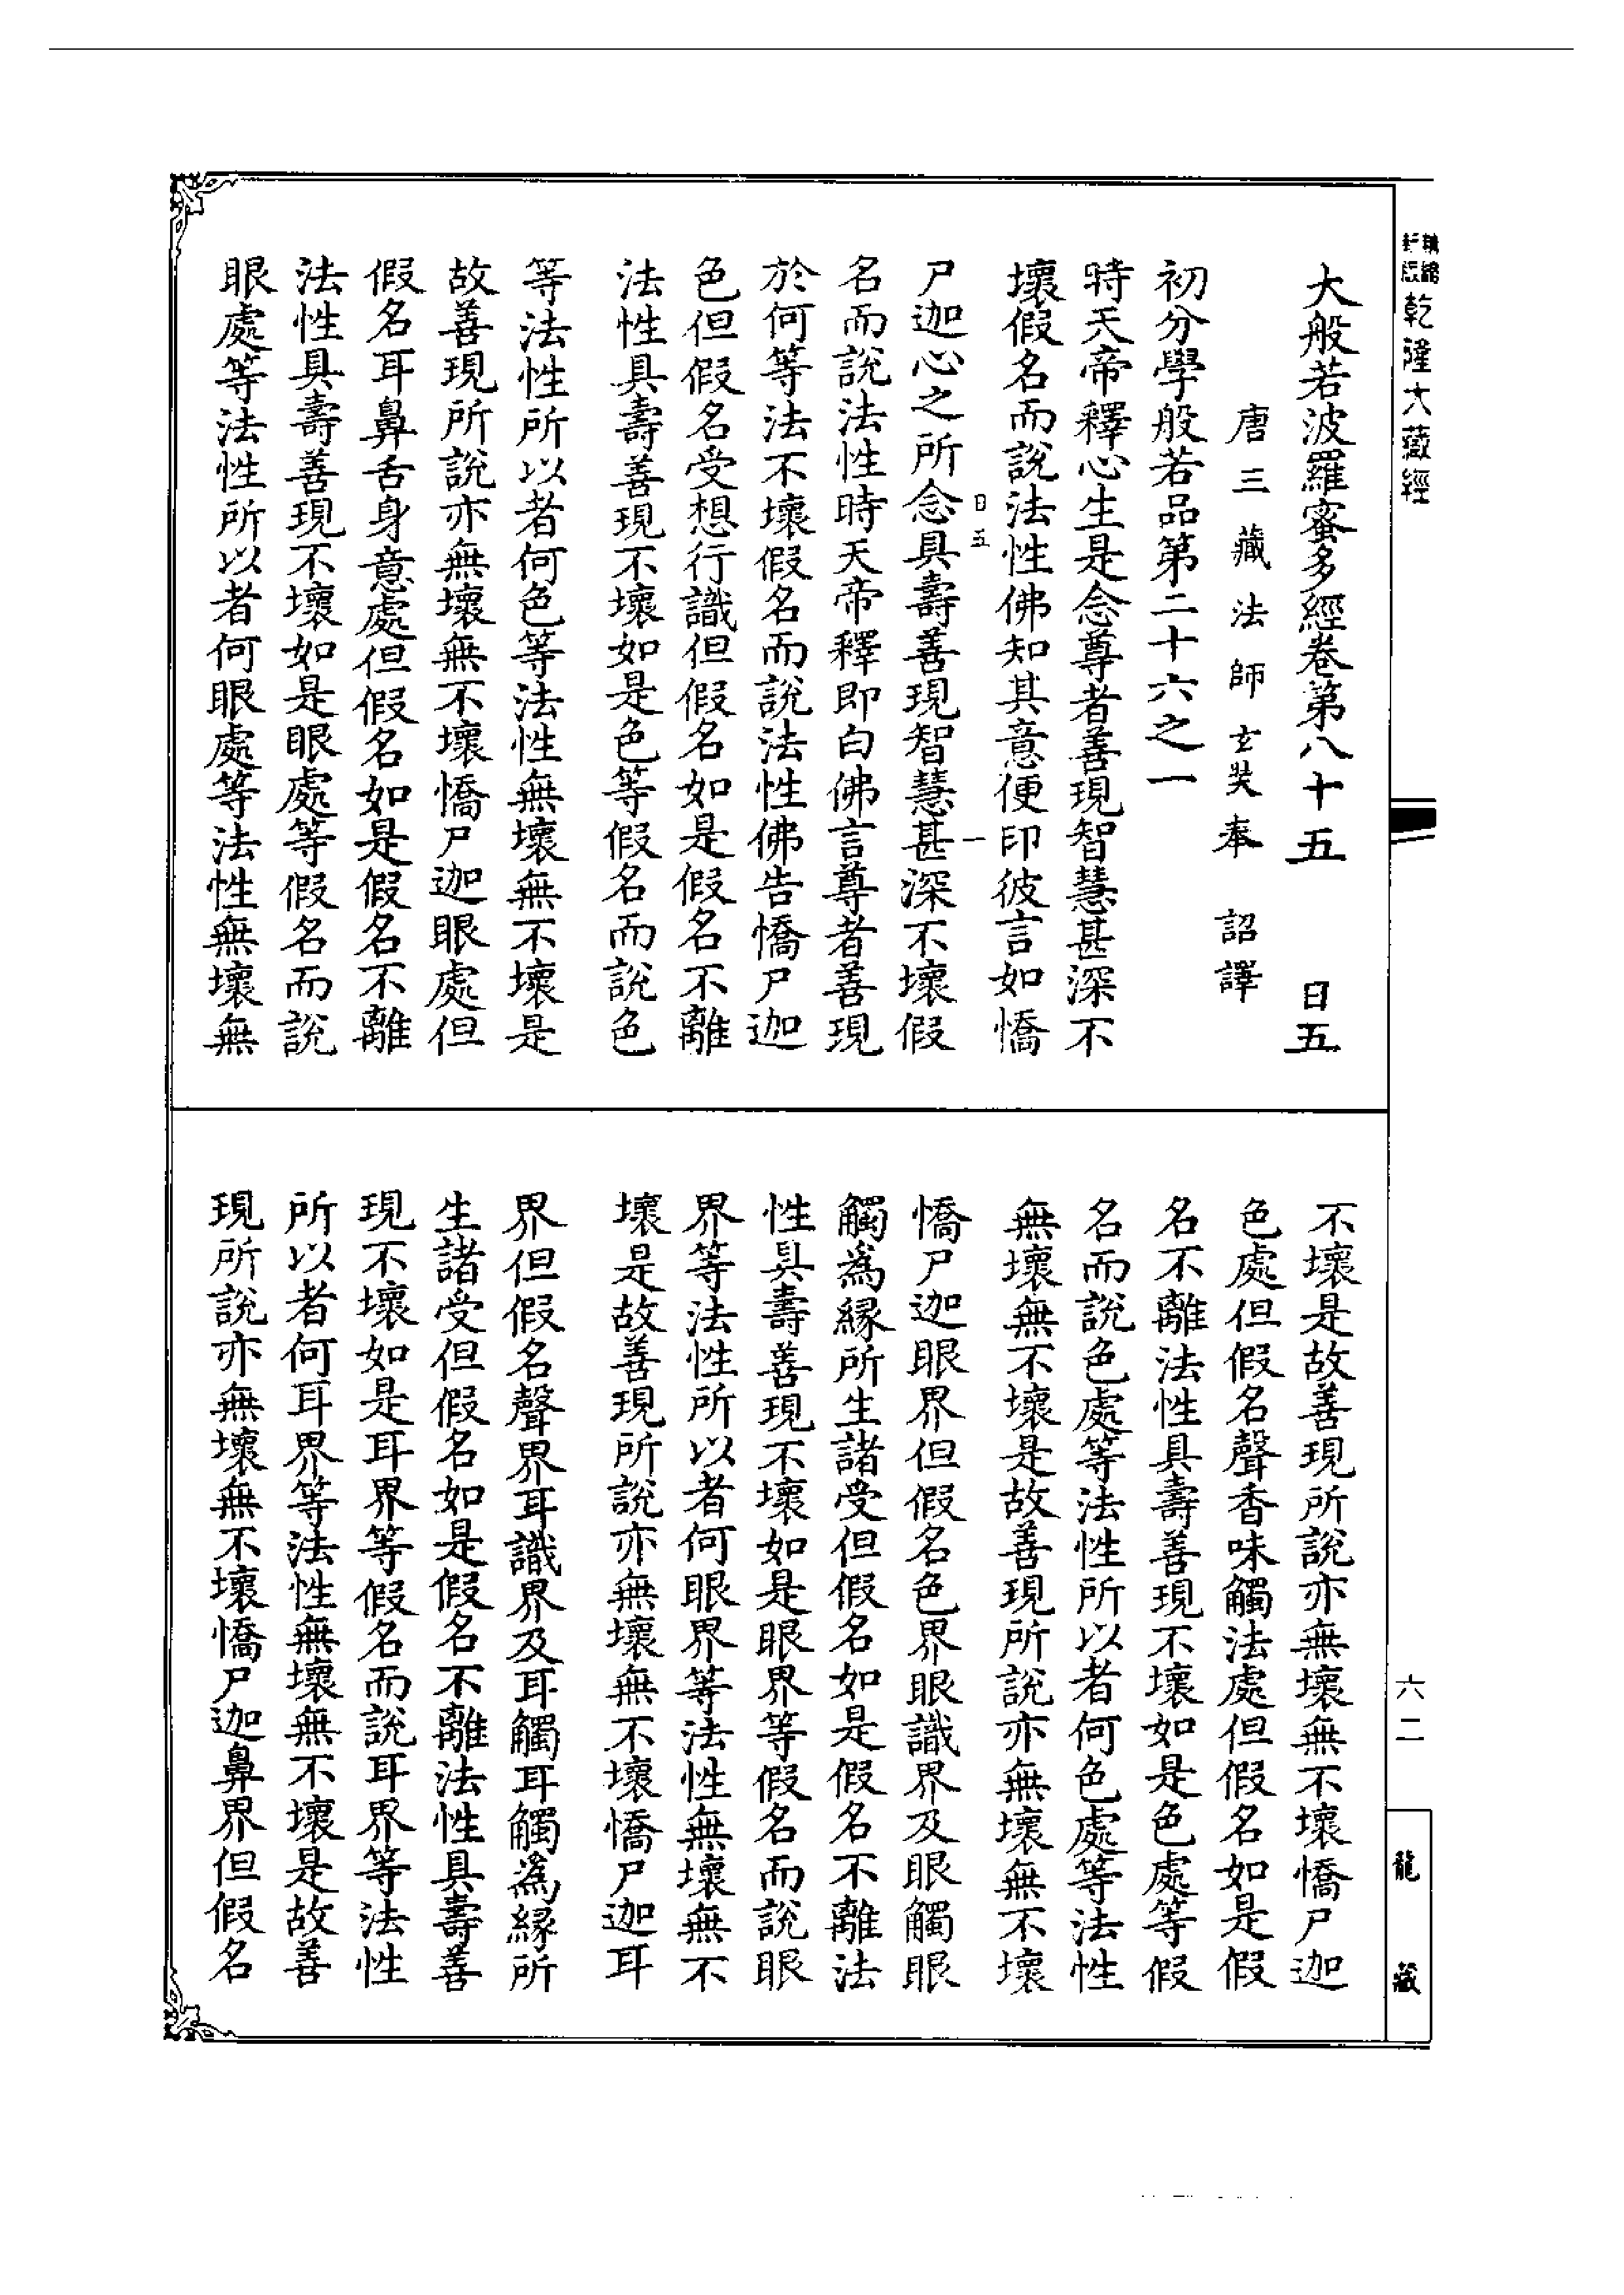 乾隆大藏經
大般若波羅蜜多經卷第八十五 日五
唐三藏法師玄奘奉 詔譯
初分學般若品第二十六之一
時天帝釋心生是念尊者善現智慧甚深不
壞假名而說法性佛知其意便印彼言如憍
日五 一
尸迦心之所念具壽善現智慧甚深不壞假
名而說法性時天帝釋即白佛言尊者善現
於何等法不壞假名而說法性佛告憍尸迦
色但假名受想行識但假名如是假名不離
法性具壽善現不壞如是色等假名而說色
等法性所以者何色等法性無壞無不壞是
故善現所說亦無壞無不壞憍尸迦眼處但
假名耳鼻舌身意處但假名如是假名不離
法性具壽善現不壞如是眼處等假名而說
眼處等法性所以者何眼處等法性無壞無
不壞是故善現所說亦無壞無不壞憍尸迦
色處但假名聲香味觸法處但假名如是假
名不離法性具壽善現不壞如是色處等假
名而說色處等法性所以者何色處等法性
無壞無不壞是故善現所說亦無壞無不壞
憍尸迦眼界但假名色界眼識界及眼觸眼
觸為緣所生諸受但假名如是假名不離法
性具壽善現不壞如是眼界等假名而說眼
界等法性所以者何眼界等法性無壞無不
壞是故善現所說亦無壞無不壞憍尸迦耳
界但假名聲界耳識界及耳觸耳觸為緣所
生諸受但假名如是假名不離法性具壽善
現不壞如是耳界等假名而說耳界等法性
所以者何耳界等法性無壞無不壞是故善
現所說亦無壞無不壞憍尸迦鼻界但假名
六二
龍藏